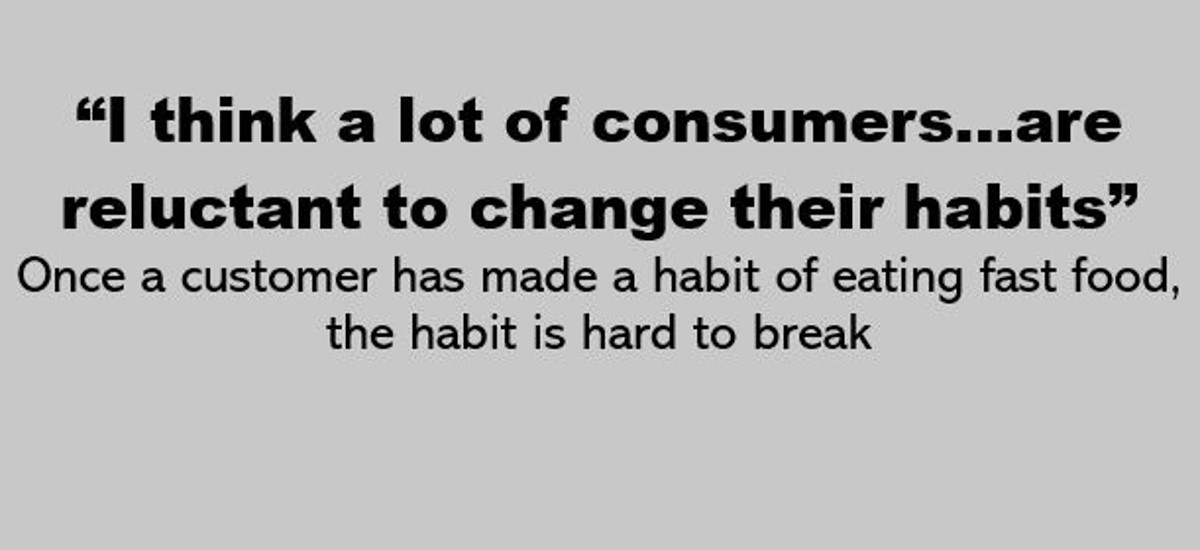 “I think a lot of consumers...are
reluctant to change their habits”
Once a customer has made a habit of eating fast food,
the habit is hard to break